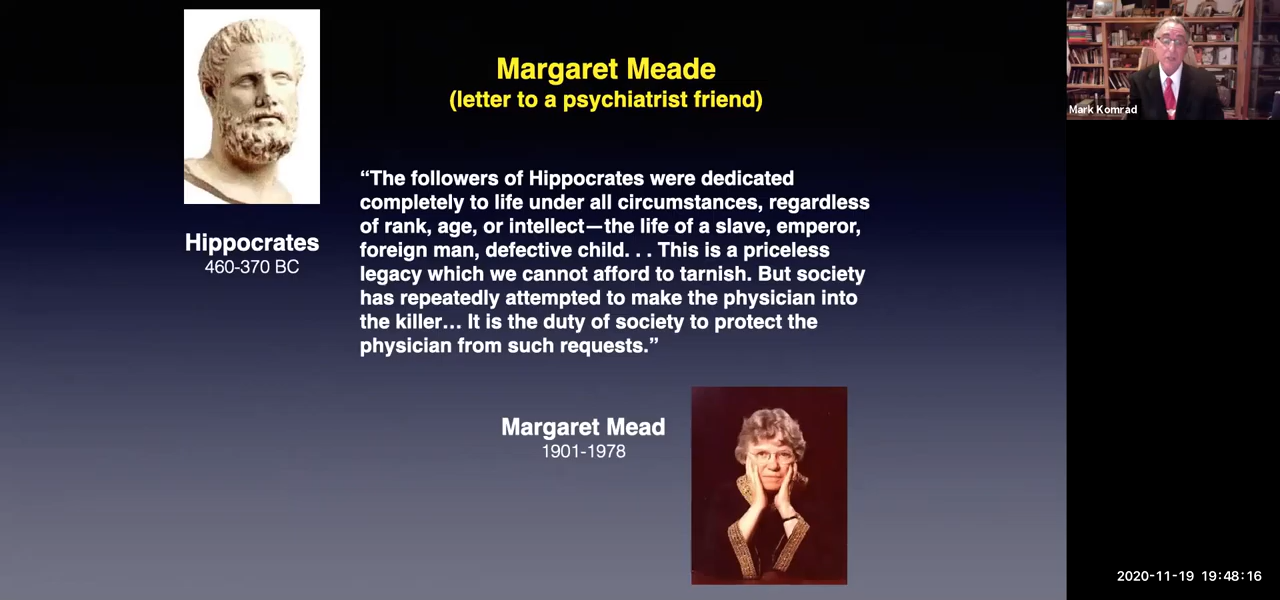 Margaret Meade
(letter to a psychiatrist friend)
Mark Komrad
“The followers of Hippocrates were dedicated
completely to life under all circumstances, regardless
of rank, age, or intellect—the life of a slave, emperor,
foreign man, defective child. . . This is a priceless
legacy which we cannot afford to tarnish. But society
has repeatedly attempted to make the physician into
the killer… It is the duty of society to protect the
physician from such requests.”
Hippocrates
460-370 BC
Margaret Mead
1901-1978
2020-11-19 19:48:16